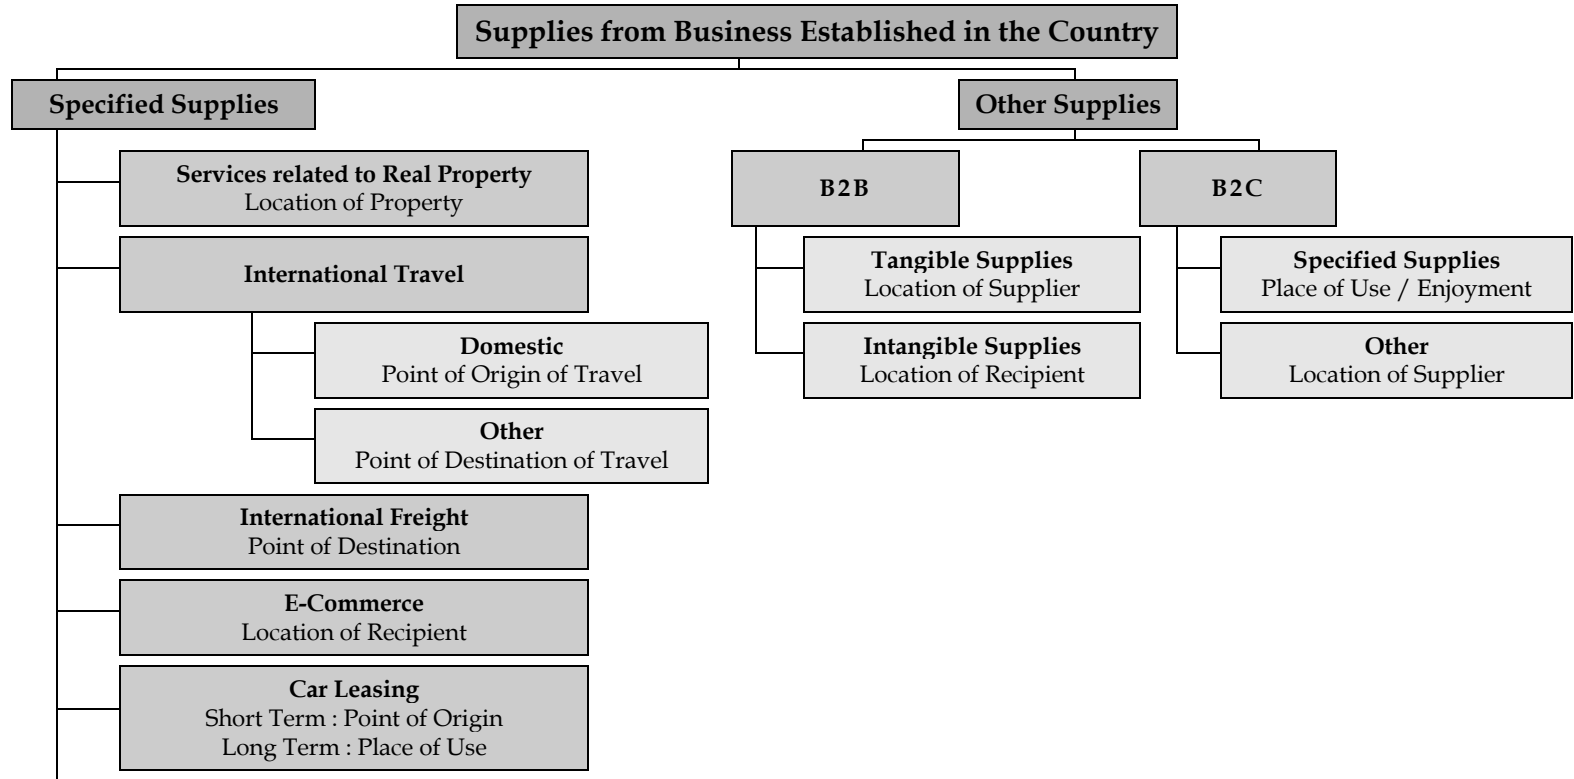 Supplies from Business Established in the Country
Specified Supplies
Other Supplies
Services related to Real Property
Location of Property
International Travel
Domestic
Point of Origin of Travel
Other
Point of Destination of Travel
International Freight
Point of Destination
E-Commerce
Location of Recipient
Car Leasing
Short Term : Point of Origin
Long Term : Place of Use
B2B
Tangible Supplies
Location of Supplier
Intangible Supplies
Location of Recipient
B2C
Specified Supplies
Place of Use / Enjoyment
Other
Location of Supplier